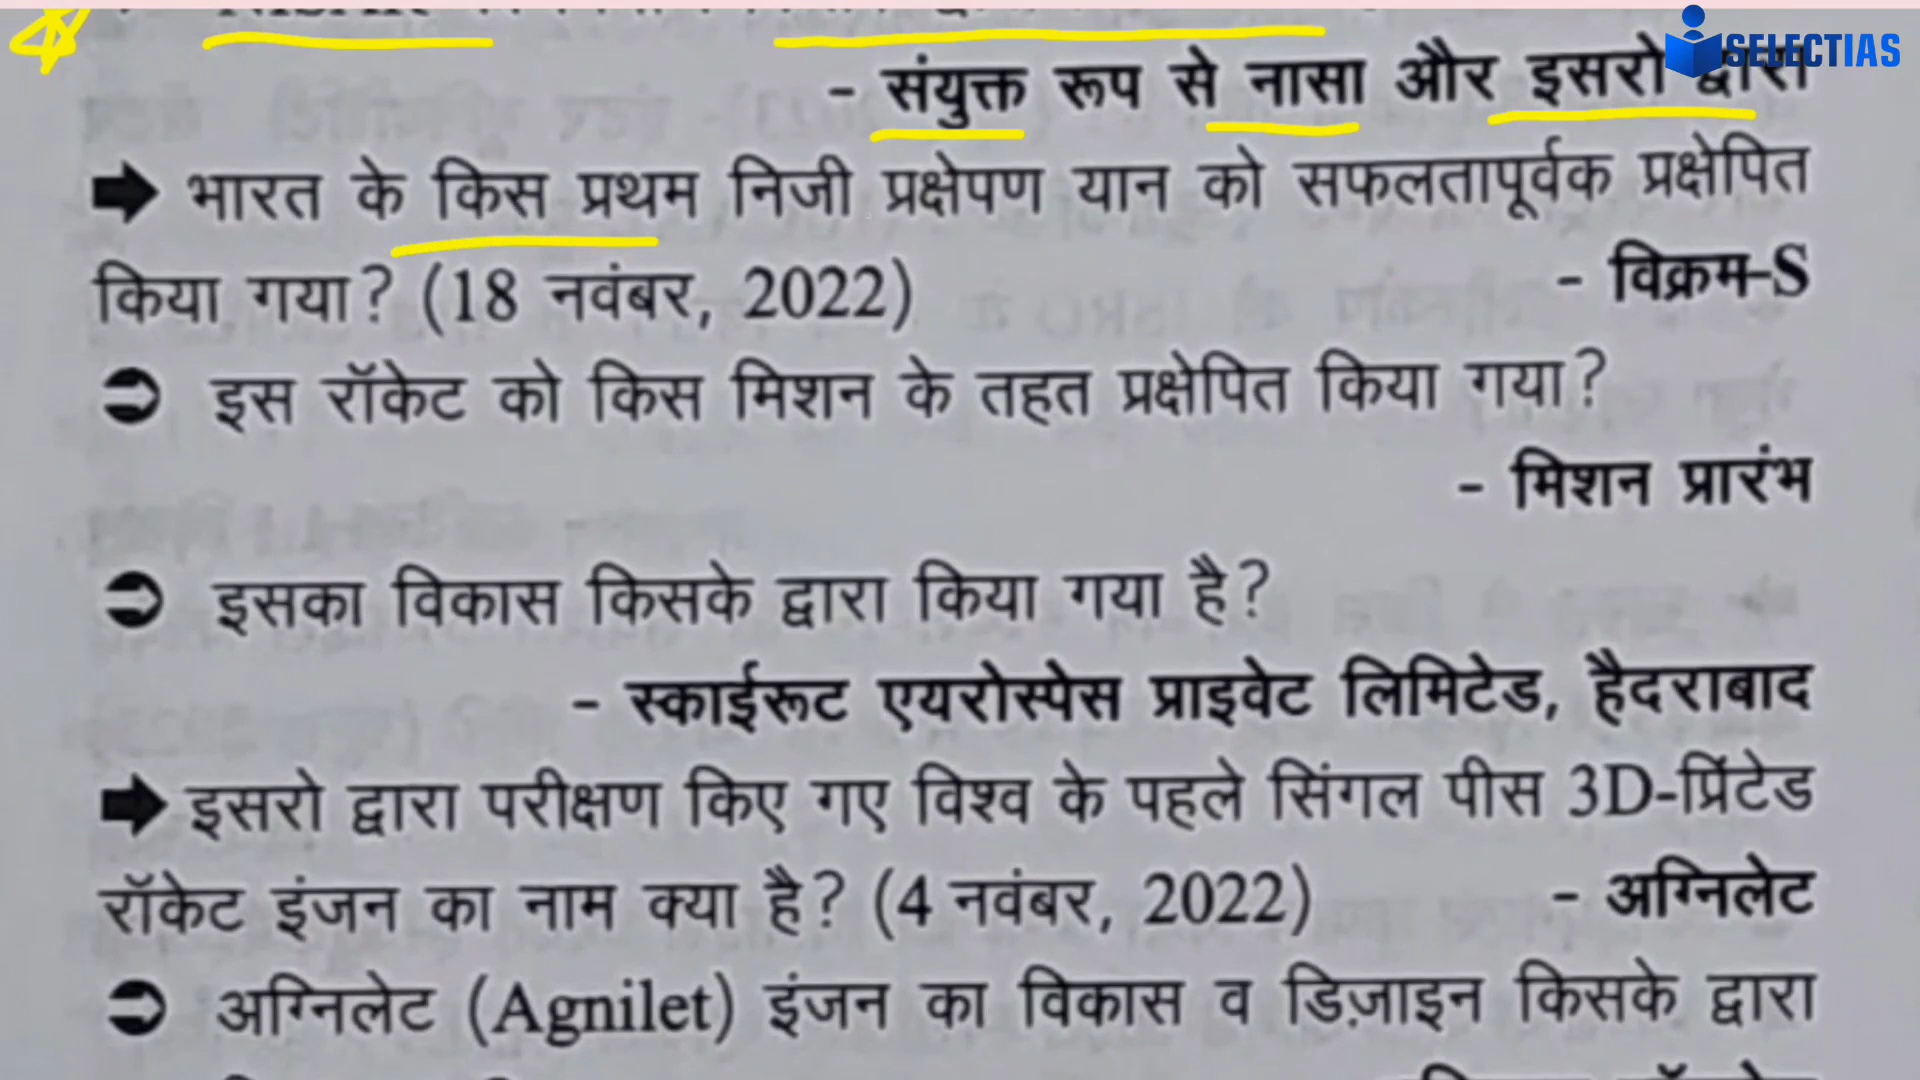 SELECTIAS
- संयुक्त रूप से नासा और इसरो द्वारा
भारत के किस प्रथम निजी प्रक्षेपण यान को सफलतापूर्वक प्रक्षेपित
किया गया? (18 नवंबर, 2022) - विक्रम-S
इस रॉकेट को किस मिशन के तहत प्रक्षेपित किया गया?
- मिशन प्रारंभ
इसका विकास किसके द्वारा किया गया है?
- स्काईरूट एयरोस्पेस प्राइवेट लिमिटेड, हैदराबाद
इसरो द्वारा परीक्षण किए गए विश्व के पहले सिंगल पीस 3D-प्रिंटेड
रॉकेट इंजन का नाम क्या है? (4 नवंबर, 2022) - अग्निलेट
अग्निलेट (Agnilet) इंजन का विकास व डिज़ाइन किसके द्वारा